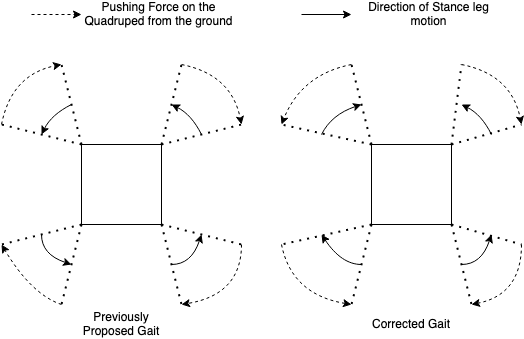 Pushing Force on the
Quadruped from the ground
Direction of Stance leg
motion
Previously
Proposed Gait
Corrected Gait